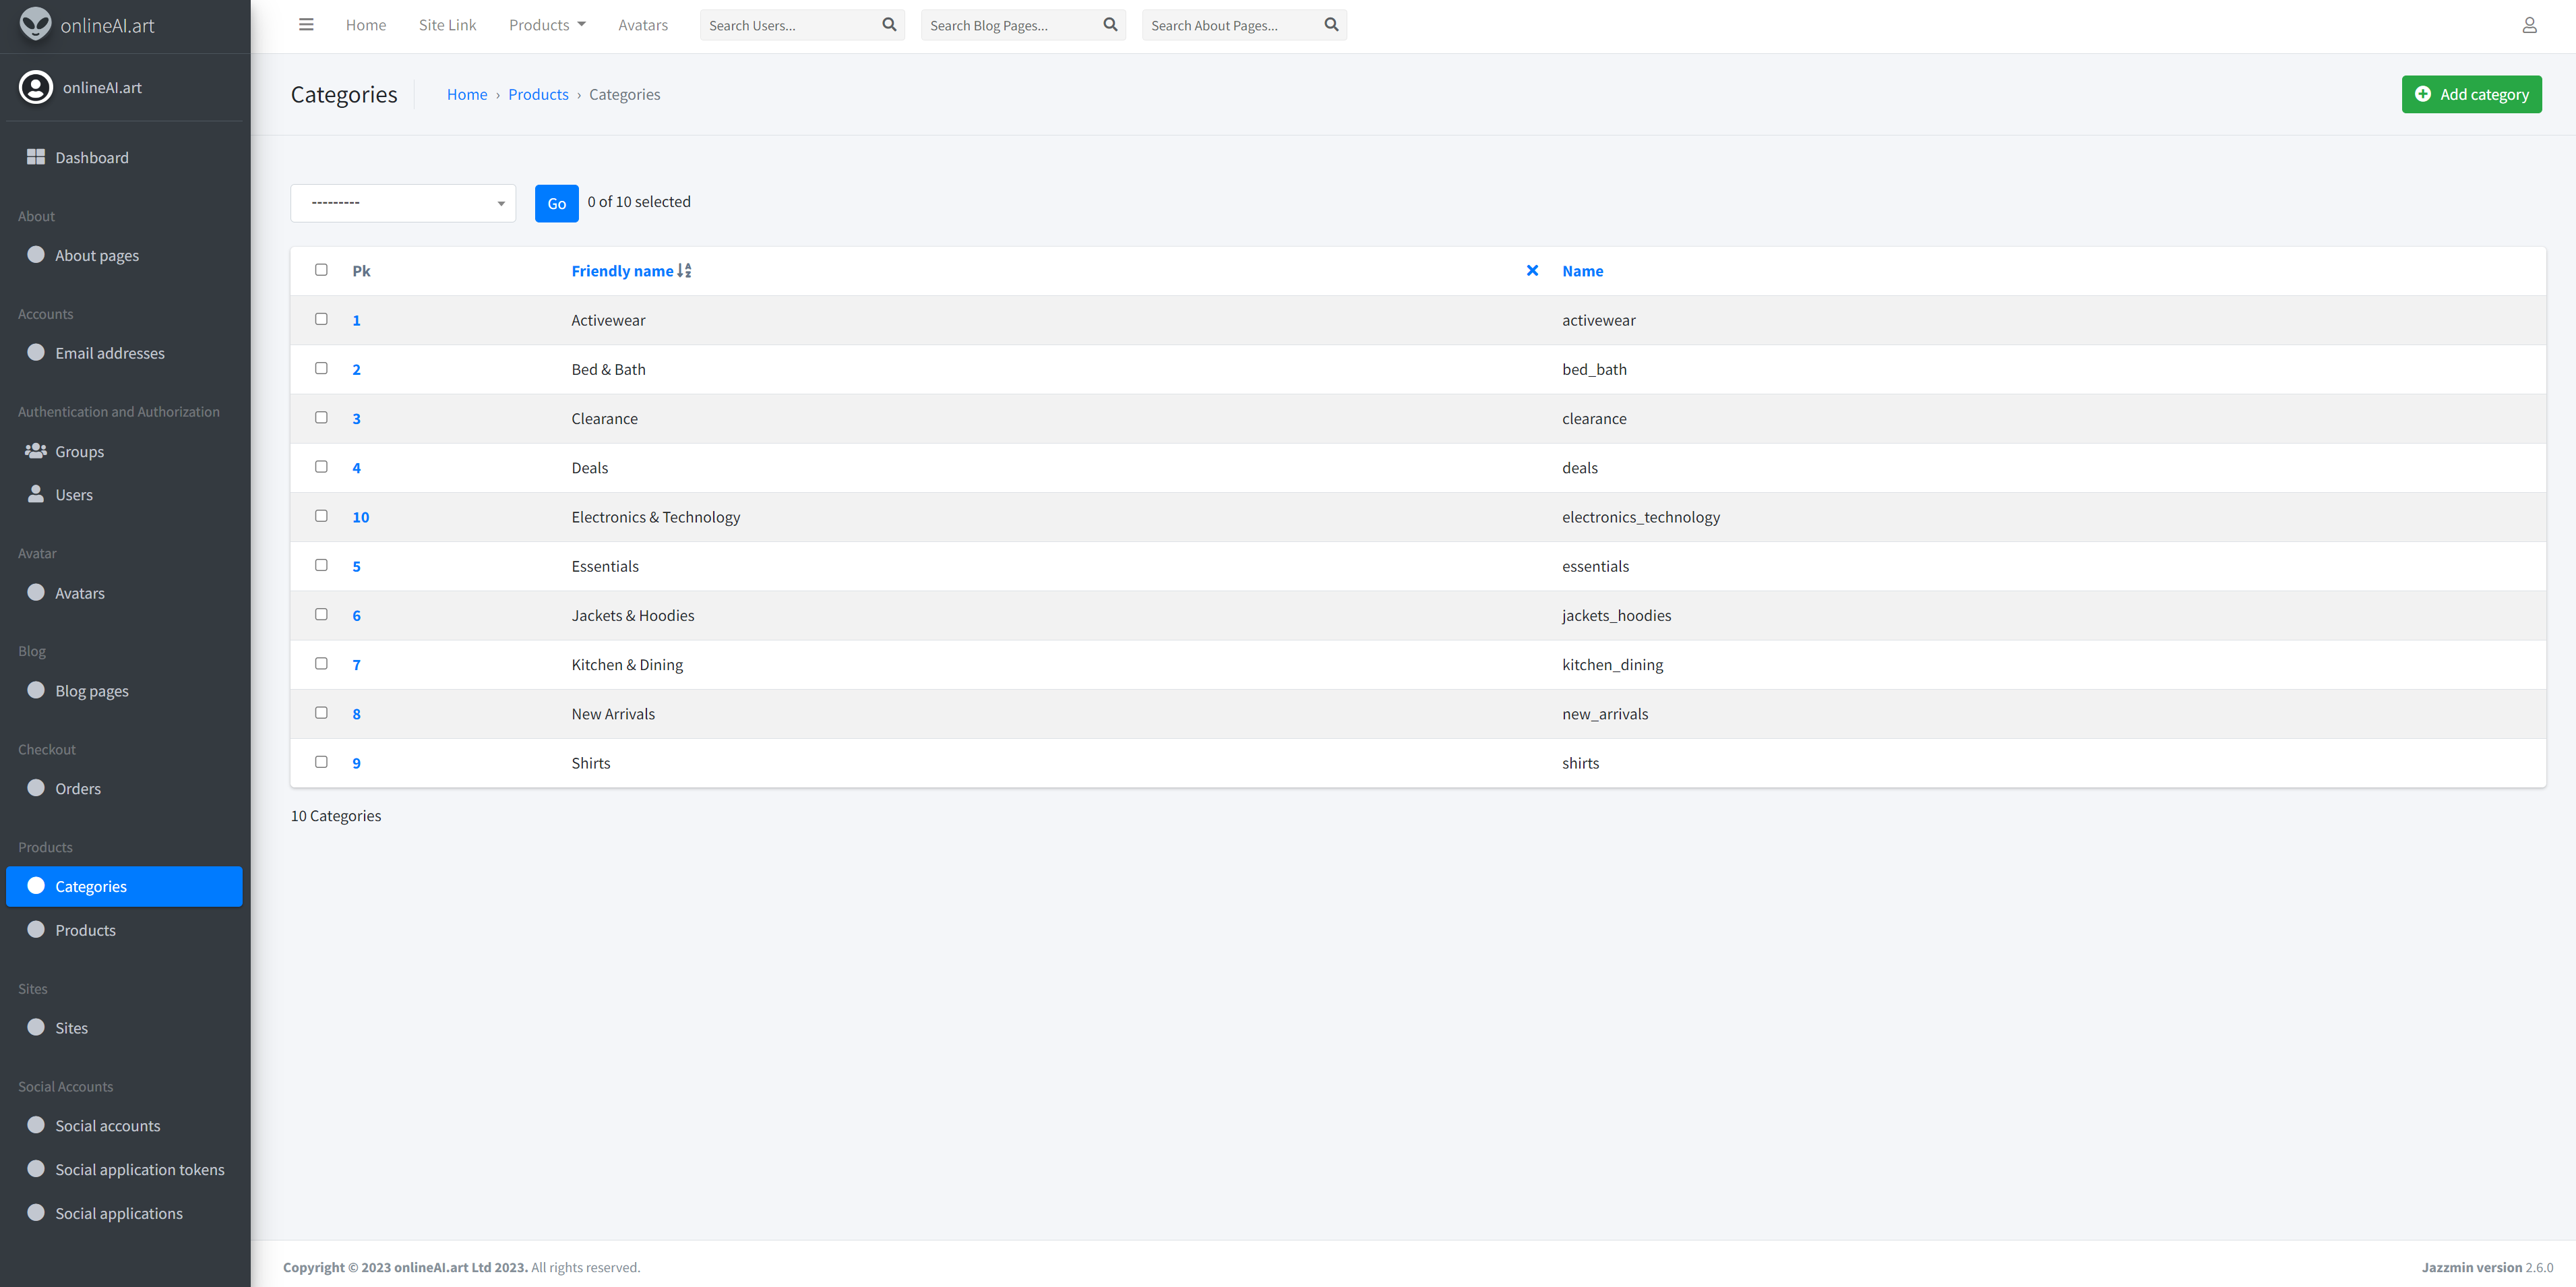 onlineAI.art
Home Site Link Products Avatars Search Users... Search Blog Pages... Search About Pages...
onlineAI.art
Dashboard
About
About pages
Accounts
Email addresses
Authentication and Authorization
Groups
Users
Avatar
Avatars
Blog
Blog pages
Checkout
Orders
Products
Categories
Products
Sites
Sites
Social Accounts
Social accounts
Social application tokens
Social applications
Categories Home › Products › Categories Add category
--------- Go 0 of 10 selected
Pk Friendly name Name
1 Activewear activewear
2 Bed & Bath bed_bath
3 Clearance clearance
4 Deals deals
10 Electronics & Technology electronics_technology
5 Essentials essentials
6 Jackets & Hoodies jackets_hoodies
7 Kitchen & Dining kitchen_dining
8 New Arrivals new_arrivals
9 Shirts shirts
10 Categories
Copyright © 2023 onlineAI.art Ltd 2023. All rights reserved. Jazzmin version 2.6.0